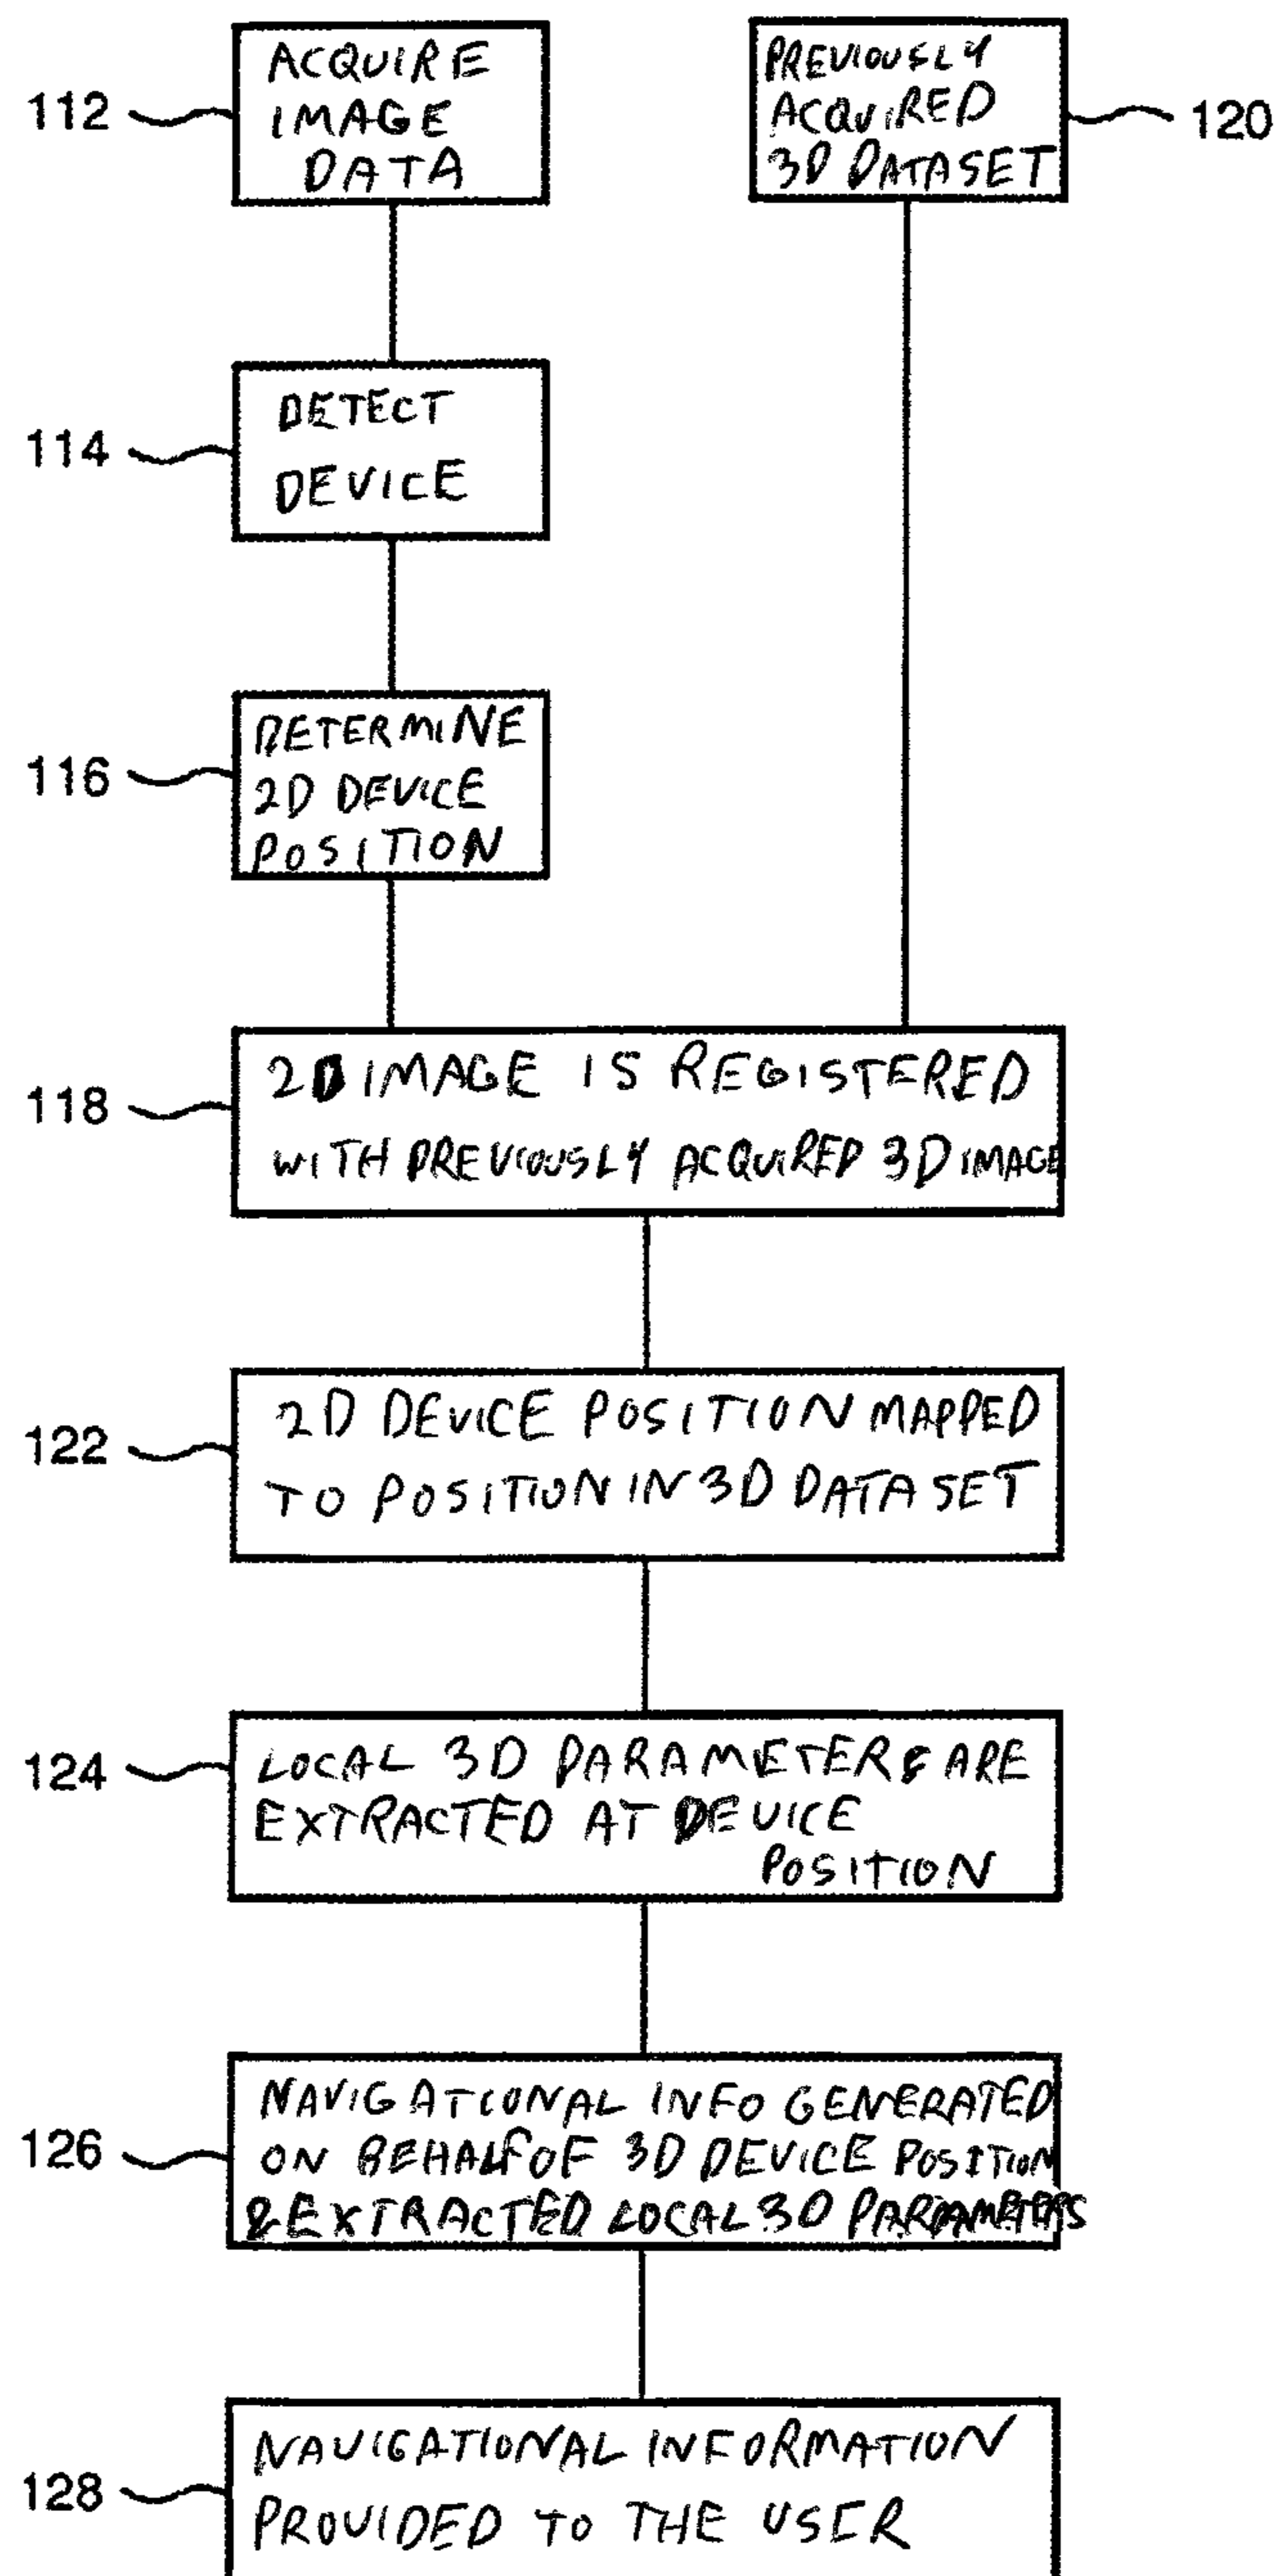 112
ACQUIRE
IMAGE
DATA
PREVIOUSLY
ACQUIRED
3D DATASET
120
114
DETECT
DEVICE
116
DETERMINE
2D DEVICE
POSITION
118
2D IMAGE IS REGISTERED
WITH PREVIOUSLY ACQUIRED 3D IMAGE
122
2D DEVICE POSITION MAPPED
TO POSITION IN 3D DATASET
124
LOCAL 3D PARAMETERS ARE
EXTRACTED AT DEVICE
POSITION
126
NAVIGATIONAL INFO GENERATED
ON BEHALF OF 3D DEVICE POSITION
& EXTRACTED LOCAL 3D PARAMETERS
128
NAVIGATIONAL INFORMATION
PROVIDED TO THE USER